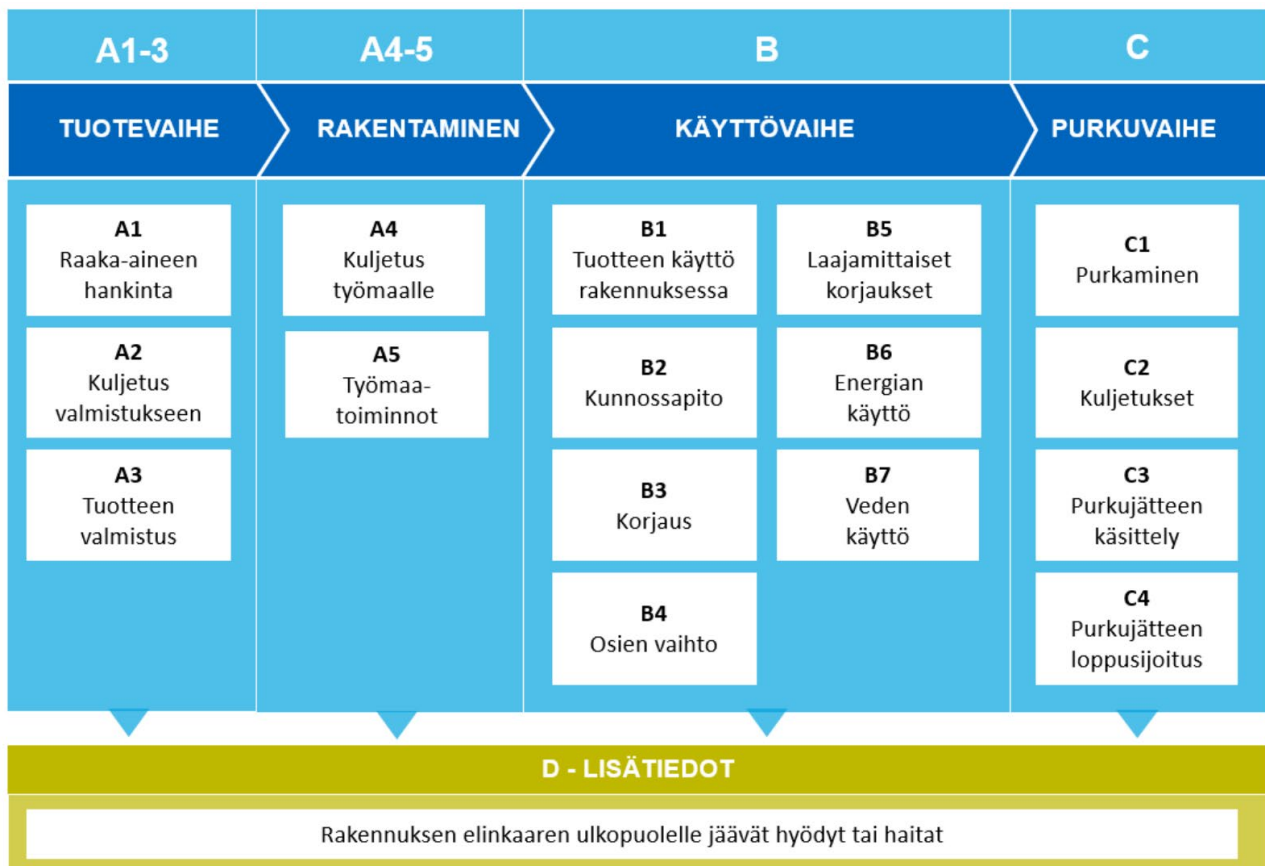 A1-3
A4-5
B
C
TUOTEVAIHE
RAKENTAMINEN
KÄYTTÖVAIHE
PURKUVAIHE
A1
Raaka-aineen
hankinta
A2
Kuljetus
valmistukseen
A3
Tuotteen
valmistus
A4
Kuljetus
työmaalle
A5
Työmaa-
toiminnot
B1
Tuotteen käyttö
rakennuksessa
B2
Kunnossapito
B3
Korjaus
B4
Osien vaihto
B5
Laajamittaiset
korjaukset
B6
Energian
käyttö
B7
Veden
käyttö
C1
Purkaminen
C2
Kuljetukset
C3
Purkujätteen
käsittely
C4
Purkujätteen
loppusijoitus
D - LISÄTIEDOT
Rakennuksen elinkaaren ulkopuolelle jäävät hyödyt tai haitat